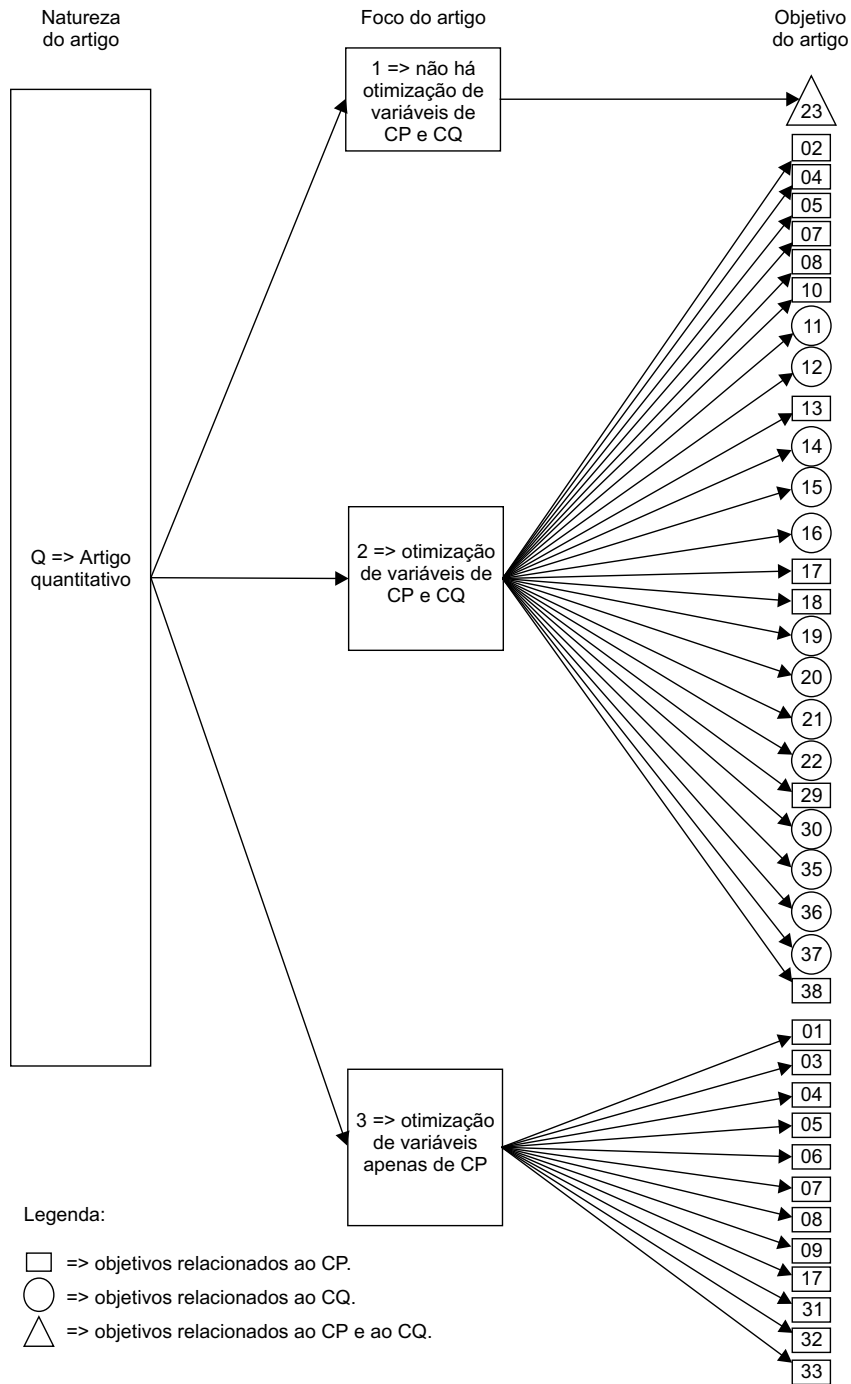 Natureza
do artigo
Foco do artigo
Objetivo
do artigo
Q => Artigo
quantitativo
1 => não há
otimização de
variáveis de
CP e CQ
23
2 => otimização
de variáveis de
CP e CQ
02
04
05
07
08
10
11
12
13
14
15
16
17
18
19
20
21
22
29
30
35
36
37
38
3 => otimização
de variáveis
apenas de CP
01
03
04
05
06
07
08
09
17
31
32
33
Legenda:
=> objetivos relacionados ao CP.
=> objetivos relacionados ao CQ.
=> objetivos relacionados ao CP e ao CQ.